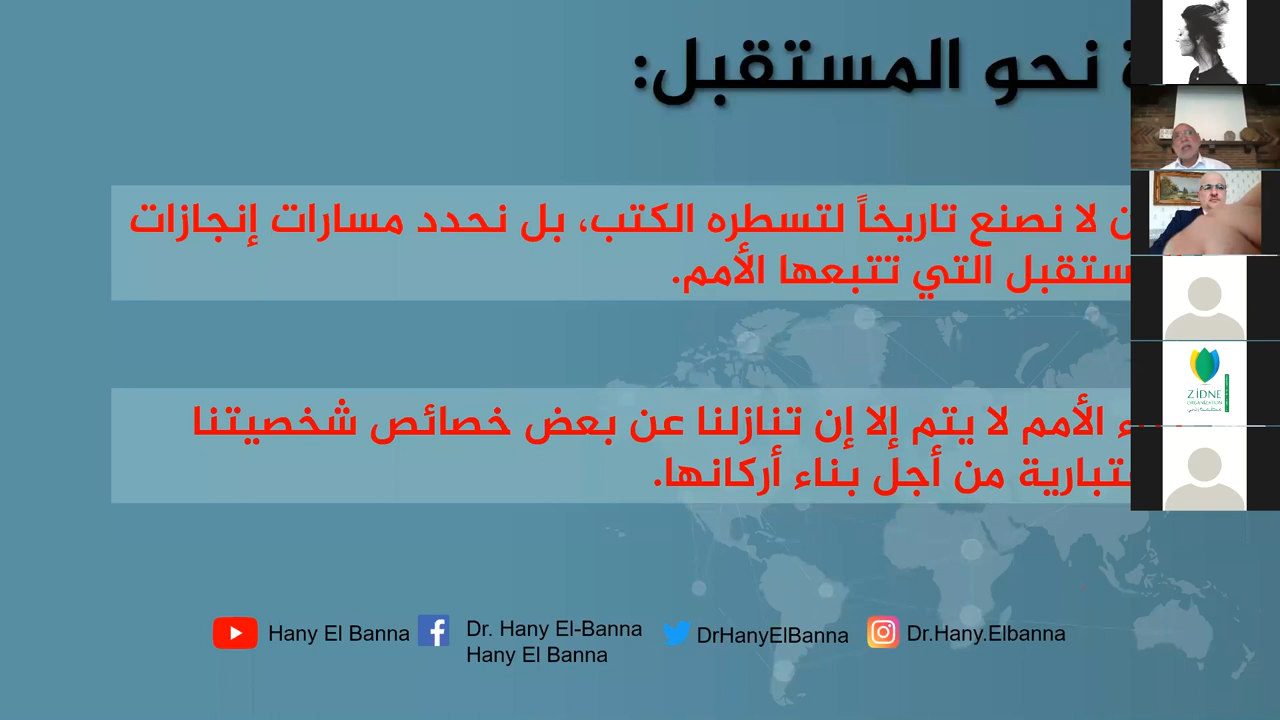 نحو المستقبل:
لا نصنع تاريخاً لتسطره الكتب، بل نحدد مسارات إنجازات
التي تتبعها الأمم.
الأمم لا يتم إلا إن تنازلنا عن بعض خصائص شخصيتنا
من أجل بناء أركانها.
ZIDNE
ORGANIZATION
Hany El Banna
Dr. Hany El-Banna
Hany El Banna
DrHanyElBanna
Dr.Hany.Elbanna